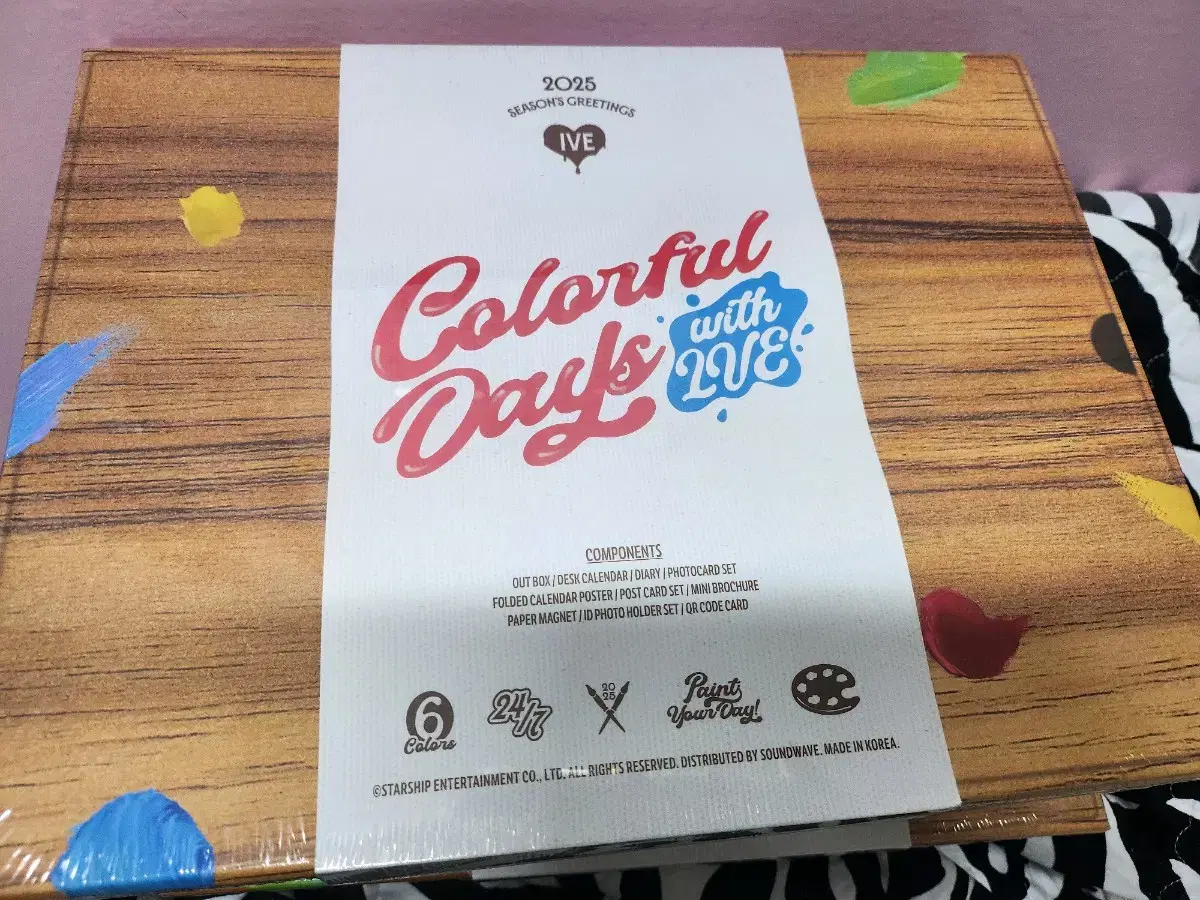 2025
SEASON'S GREETINGS
IVE
Colorful
Days
with
IVE
COMPONENTS
OUT BOX / DESK CALENDAR / DIARY / PHOTOCARD SET
FOLDED CALENDAR POSTER / POST CARD SET / MINI BROCHURE
PAPER MAGNET / ID PHOTO HOLDER SET / QR CODE CARD
6
Colors
24/7
20
25
Paint
Your Day!
©STARSHIP ENTERTAINMENT CO., LTD. ALL RIGHTS RESERVED. DISTRIBUTED BY SOUNDWAVE. MADE IN KOREA.